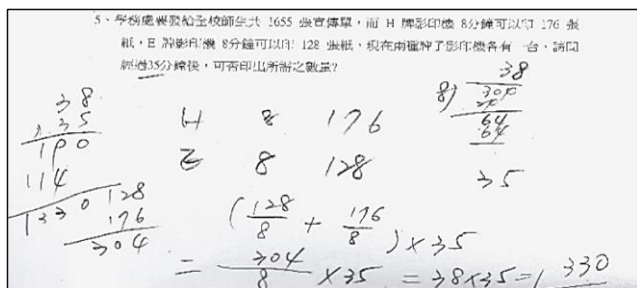 5、學務處要發給全校師生共 1655 張宣傳單，而 H 牌影印機 8分鐘可以印 176 張
紙，E 牌影印機 8分鐘可以印 128 張紙，現在兩種牌子影印機各有一台，請問
經過35分鐘後，可否印出所需之數量?
38
35
190
114
1330
H 8 176
E 8 128
128
176
304
38
8) 304
24
64
64
35
(128/8 + 176/8) × 35
= 304/8 × 35 = 38×35 = 1330